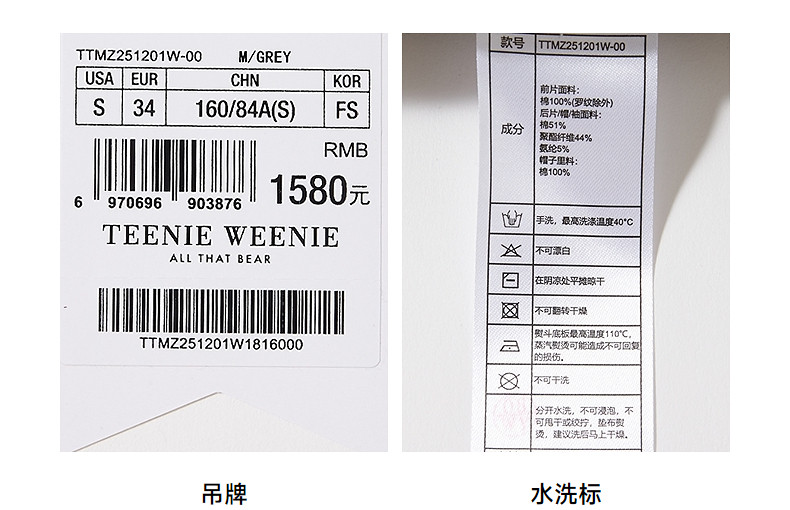 TTMZ251201W-00 M/GREY
USA EUR CHN KOR
S 34 160/84A(S) FS
RMB
1580元
6 970696 903876
TEENIE WEENIE
ALL THAT BEAR
TTMZ251201W1816000
吊牌
款号 TTMZ251201W-00
成分
前片面料:
棉100%(罗纹除外)
后片/帽/袖面料:
棉51%
聚酯纤维44%
氨纶5%
帽子里料:
棉100%
手洗，最高洗涤温度40°C
不可漂白
在阴凉处平摊晾干
不可翻转干燥
熨斗底板最高温度110℃，
蒸汽熨烫可能造成不可回复
的损伤。
不可干洗
分开水洗，不可浸泡，不
可甩干或绞拧，垫布熨
烫，建议洗后马上干燥。
水洗标